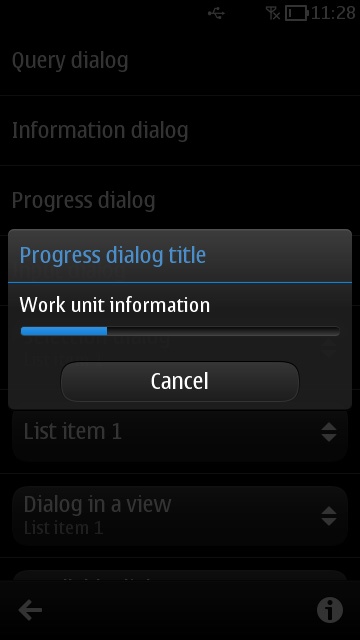 11:28
Query dialog
Information dialog
Progress dialog
Progress dialog title
Work unit information
Cancel
List item 1
Dialog in a view
List item 1